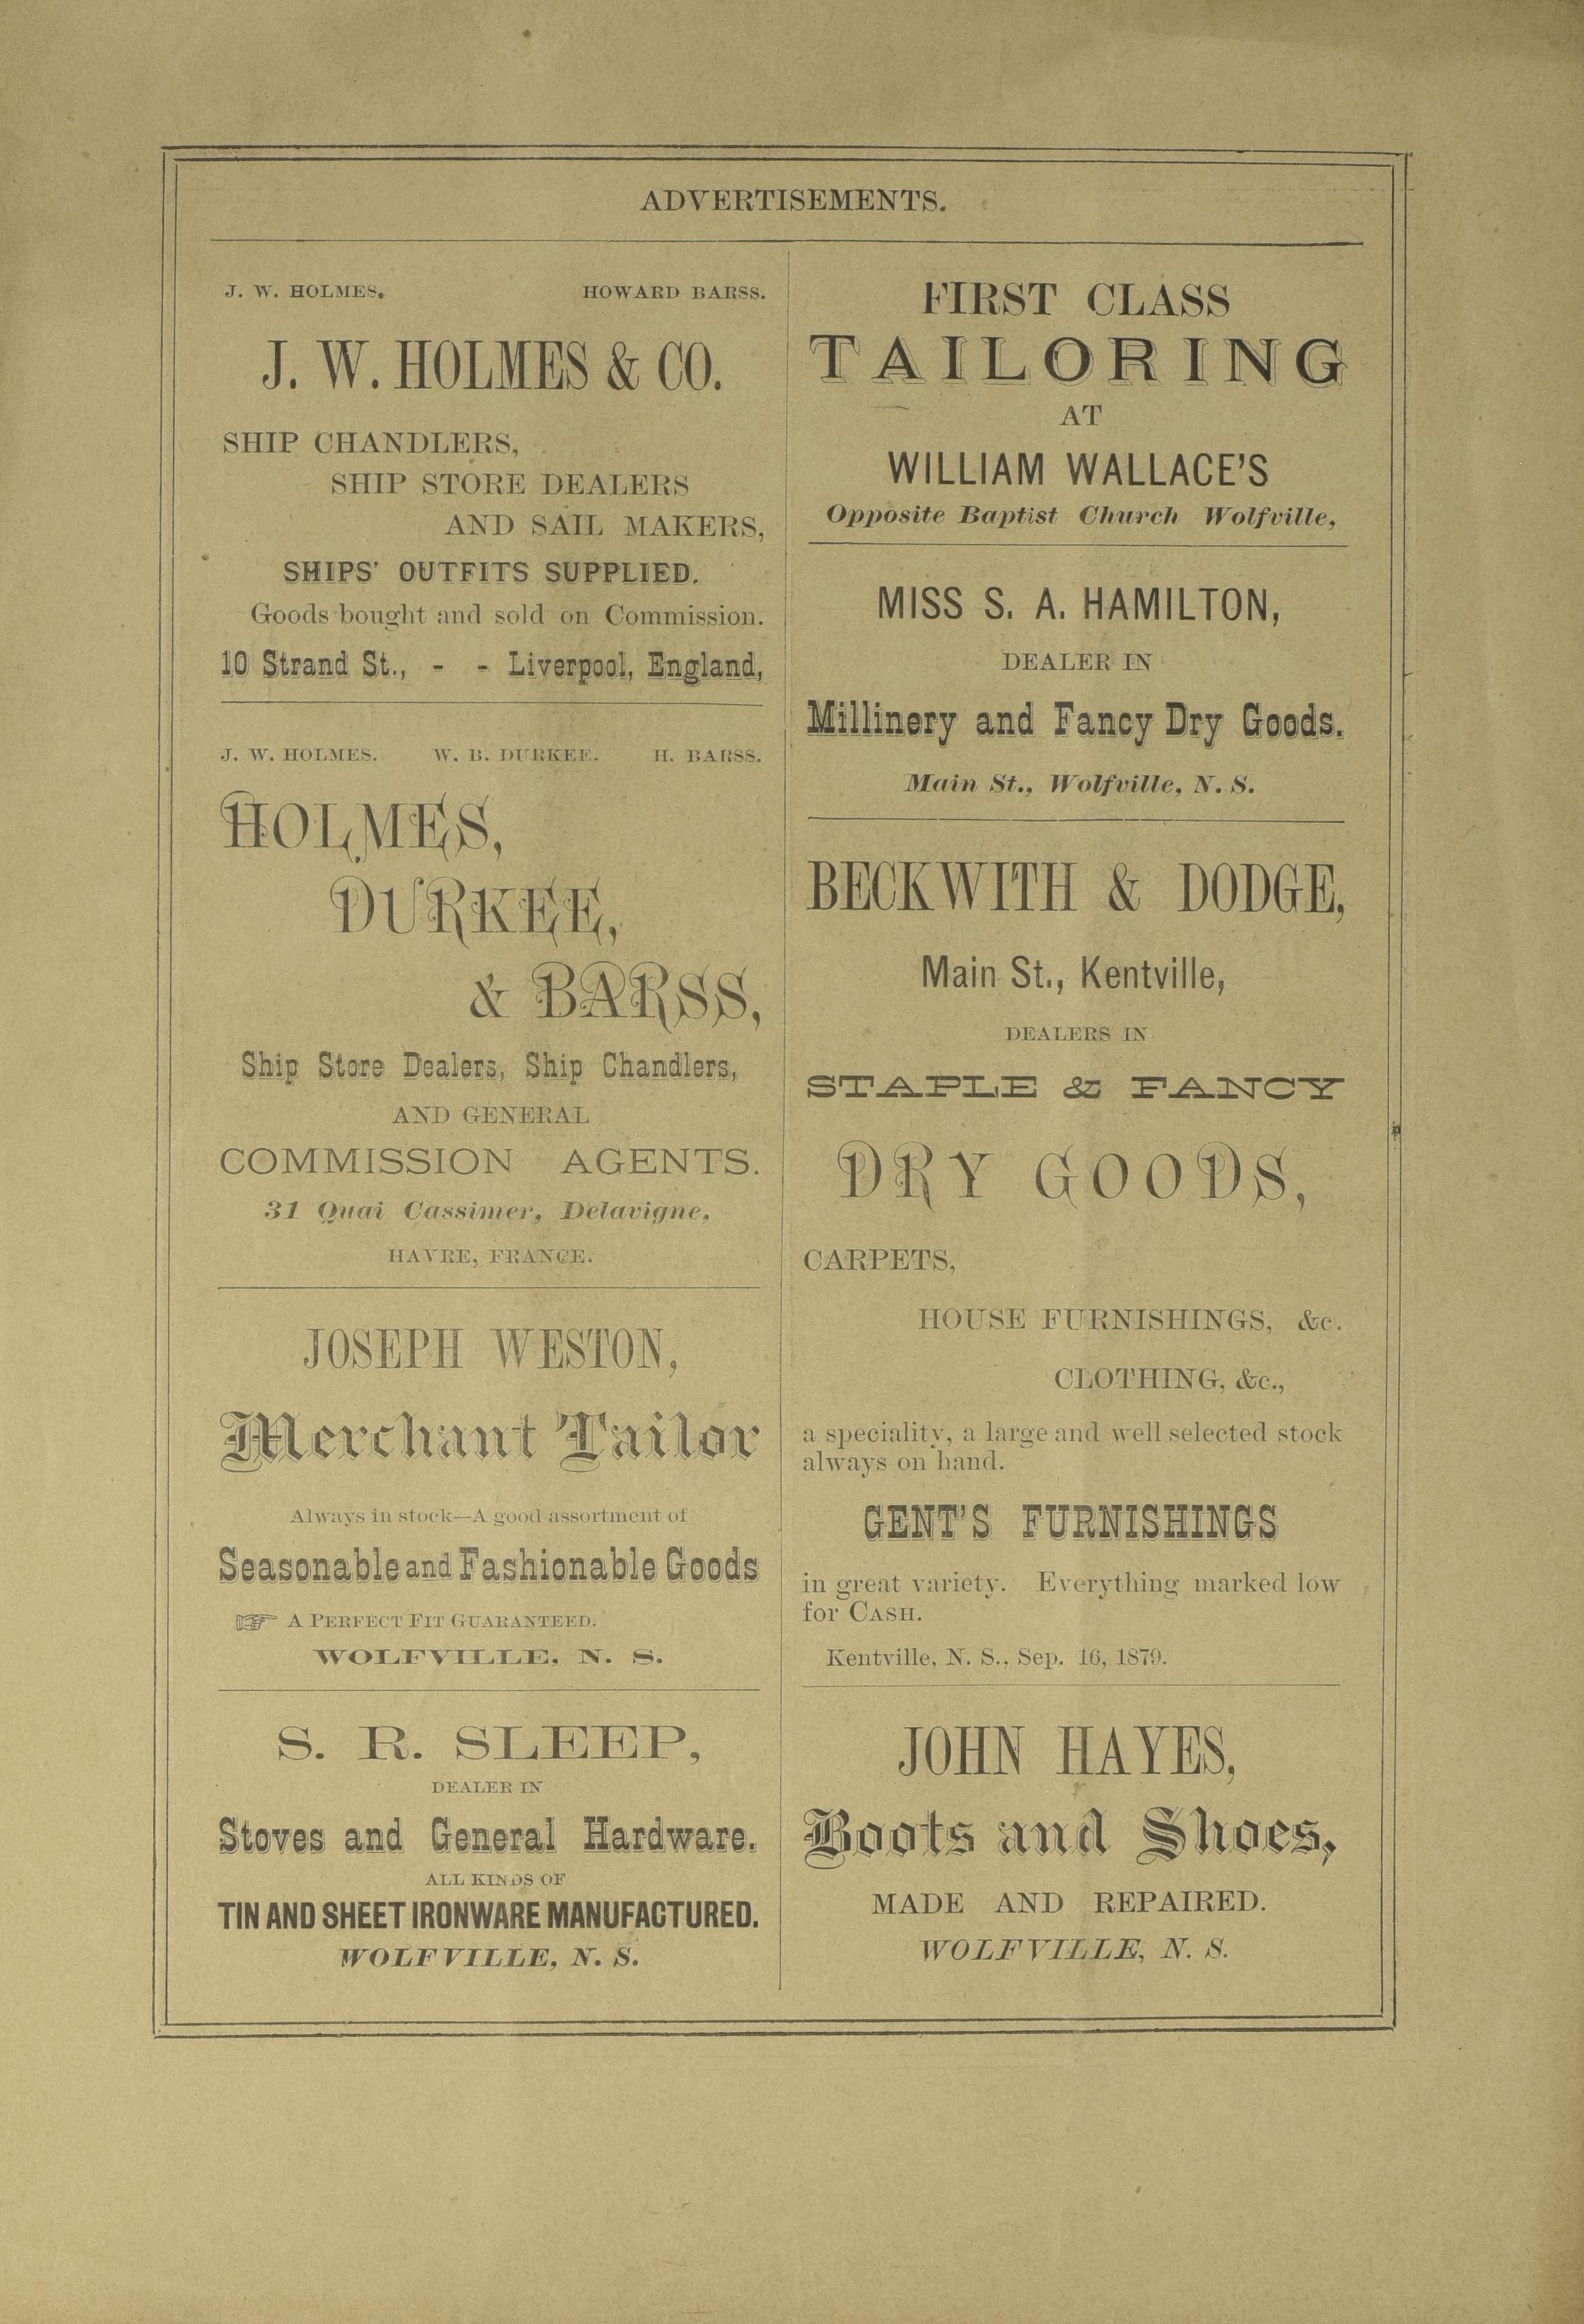 ADVERTISEMENTS.
J. W. HOLMES. HOWARD BARSS.
J. W. HOLMES & CO.
SHIP CHANDLERS,
SHIP STORE DEALERS
AND SAIL MAKERS,
SHIPS' OUTFITS SUPPLIED.
Goods bought and sold on Commission.
10 Strand St., - - Liverpool, England,
J. W. HOLMES. W. B. DURKEE. H. BARSS.
HOLMES,
DURKEE,
& BARSS,
Ship Store Dealers, Ship Chandlers,
AND GENERAL
COMMISSION AGENTS.
31 Quai Cassimer, Delavigne,
HAVRE, FRANCE.
JOSEPH WESTON,
Merchant Tailor
Always in stock—A good assortment of
Seasonable and Fashionable Goods
☞ A PERFECT FIT GUARANTEED.
WOLFVILLE, N. S.
S. R. SLEEP,
DEALER IN
Stoves and General Hardware.
ALL KINDS OF
TIN AND SHEET IRONWARE MANUFACTURED.
WOLFVILLE, N. S.
FIRST CLASS
TAILORING
AT
WILLIAM WALLACE'S
Opposite Baptist Church Wolfville,
MISS S. A. HAMILTON,
DEALER IN
Millinery and Fancy Dry Goods.
Main St., Wolfville, N. S.
BECKWITH & DODGE,
Main St., Kentville,
DEALERS IN
STAPLE & FANCY
DRY GOODS,
CARPETS,
HOUSE FURNISHINGS, &c.
CLOTHING, &c.,
a speciality, a large and well selected stock
always on hand.
GENT'S FURNISHINGS
in great variety. Everything marked low
for CASH.
Kentville, N. S., Sep. 16, 1879.
JOHN HAYES,
Boots and Shoes,
MADE AND REPAIRED.
WOLFVILLE, N. S.